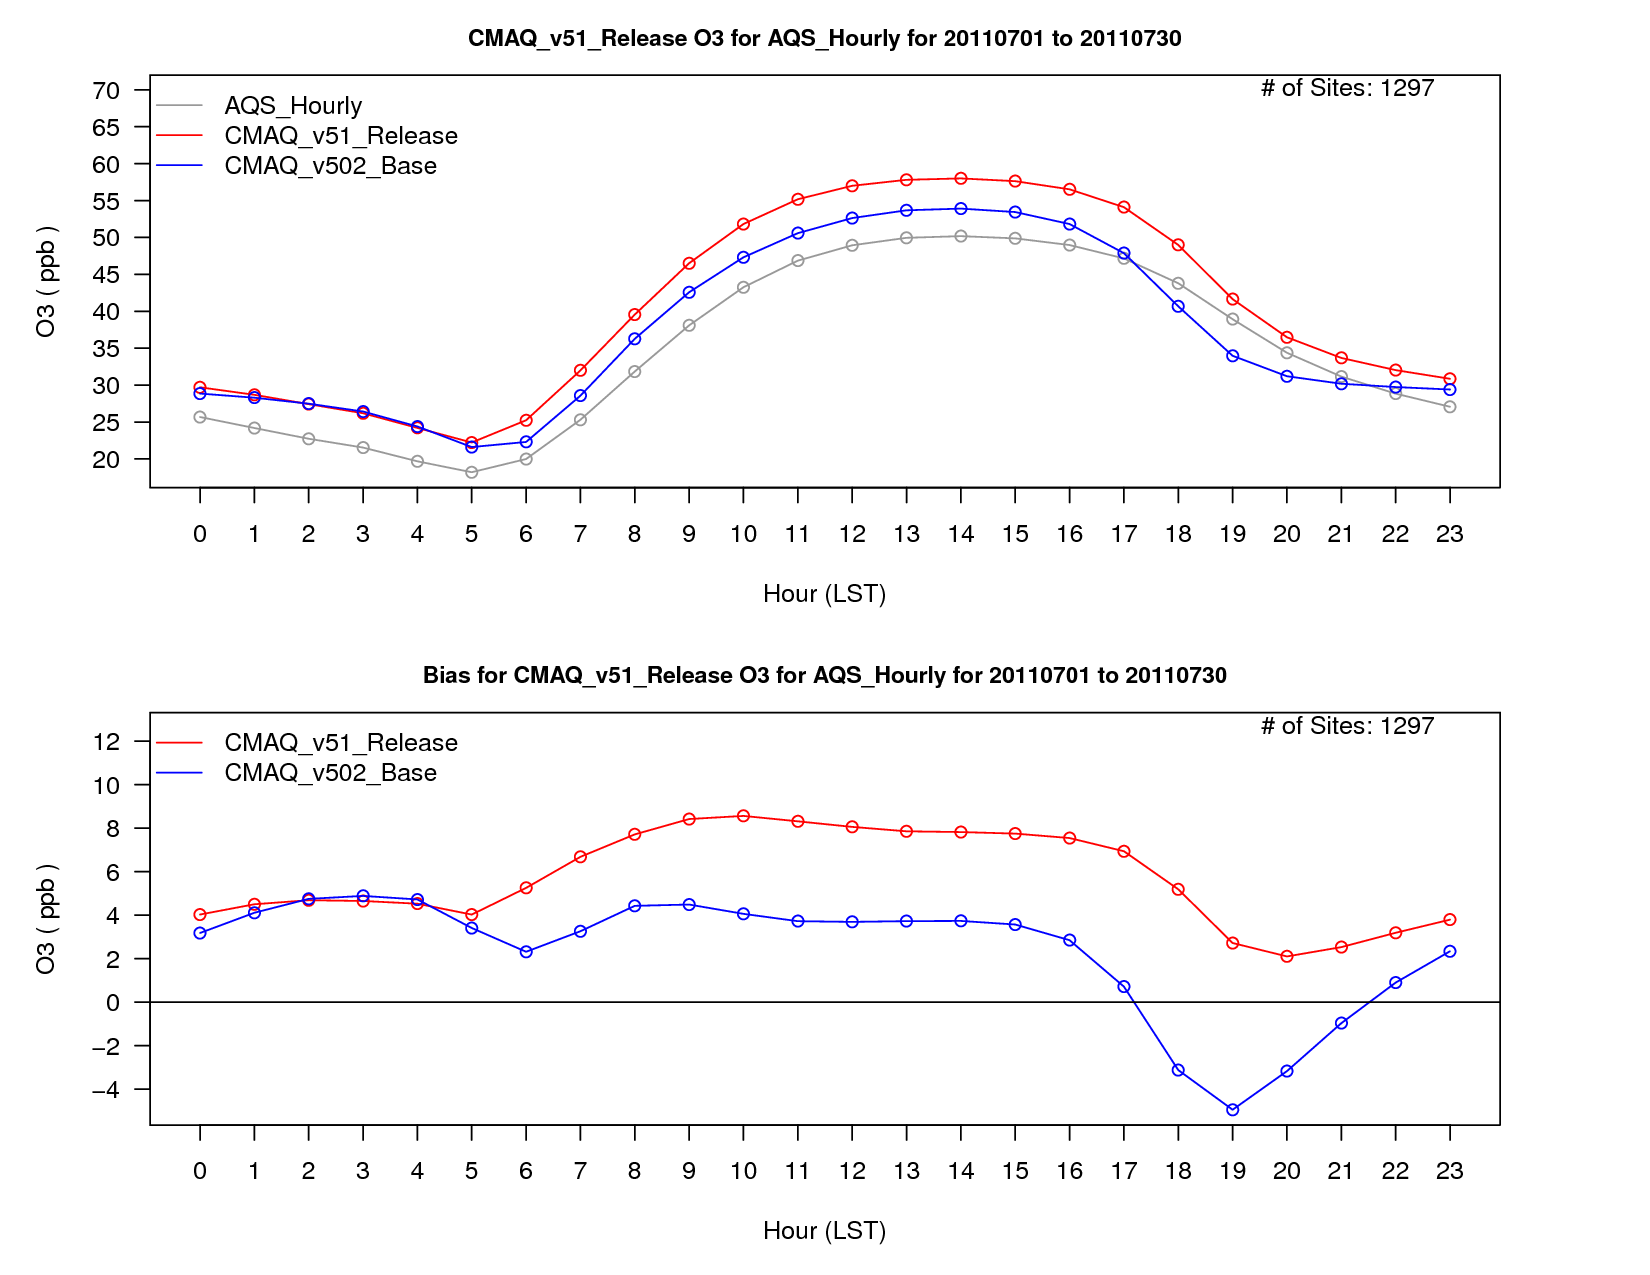 CMAQ_v51_Release O3 for AQS_Hourly for 20110701 to 20110730
# of Sites: 1297
AQS_Hourly
CMAQ_v51_Release
CMAQ_v502_Base
70
65
60
55
50
45
40
35
30
25
20
O3 ( ppb )
0 1 2 3 4 5 6 7 8 9 10 11 12 13 14 15 16 17 18 19 20 21 22 23
Hour (LST)
Bias for CMAQ_v51_Release O3 for AQS_Hourly for 20110701 to 20110730
# of Sites: 1297
CMAQ_v51_Release
CMAQ_v502_Base
12
10
8
6
4
2
0
−2
−4
O3 ( ppb )
0 1 2 3 4 5 6 7 8 9 10 11 12 13 14 15 16 17 18 19 20 21 22 23
Hour (LST)